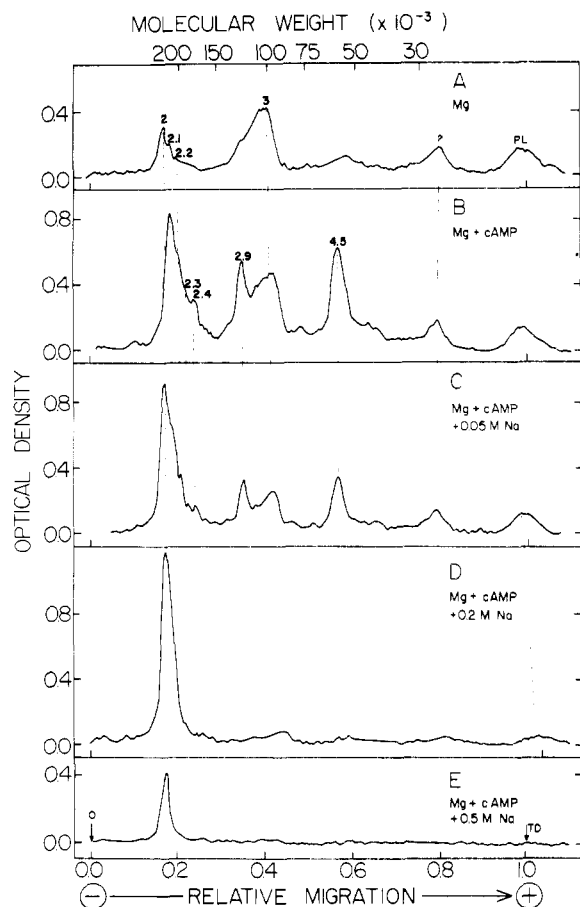 MOLECULAR WEIGHT (x 10⁻³)
200 150 100 75 50 30
A
Mg
2
2.1
2.2
3
?
PL
0.4
0.0
B
Mg + cAMP
2.3
2.4
2.9
4.5
0.8
0.4
0.0
C
Mg + cAMP
+0.05 M Na
0.8
0.4
0.0
D
Mg + cAMP
+0.2 M Na
0.8
0.4
0.0
E
Mg + cAMP
+0.5 M Na
0.4
O
TD
0.0 0.2 0.4 0.6 0.8 1.0
− RELATIVE MIGRATION +
OPTICAL DENSITY